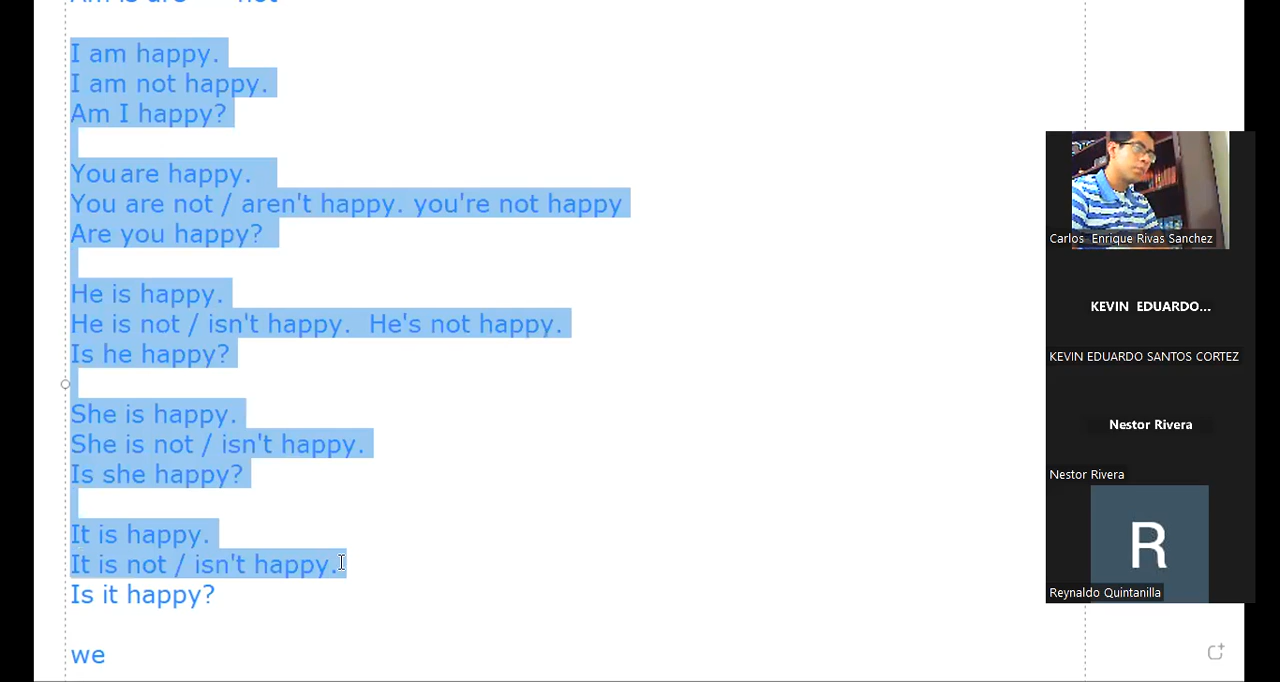 Am is are not
I am happy.
I am not happy.
Am I happy?
You are happy.
You are not / aren't happy. you're not happy
Are you happy?
He is happy.
He is not / isn't happy. He's not happy.
Is he happy?
She is happy.
She is not / isn't happy.
Is she happy?
It is happy.
It is not / isn't happy.
Is it happy?
we
Carlos Enrique Rivas Sanchez
KEVIN EDUARDO...
KEVIN EDUARDO SANTOS CORTEZ
Nestor Rivera
Nestor Rivera
R
Reynaldo Quintanilla